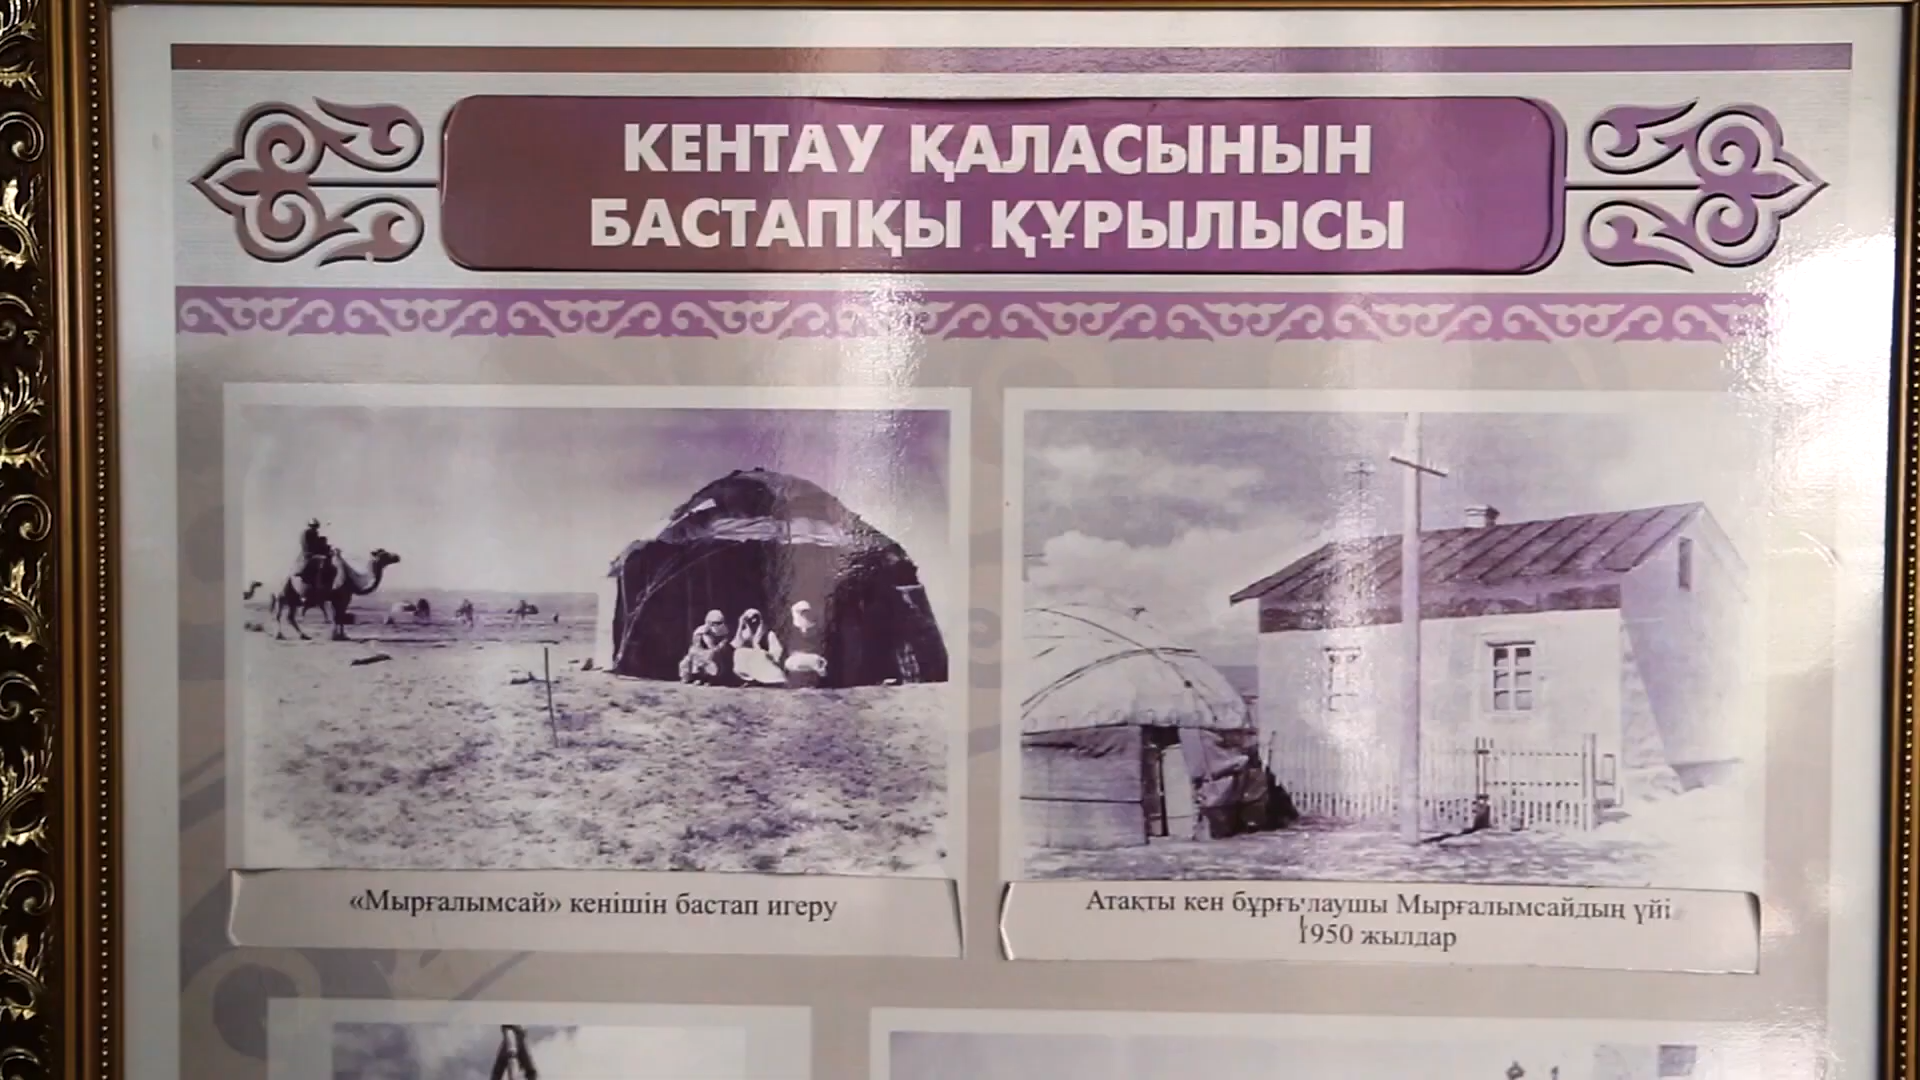 КЕНТАУ ҚАЛАСЫНЫН
БАСТАПҚЫ ҚҰРЫЛЫСЫ
«Мырғалымсай» кенішін бастап игеру
Атақты кен бұрғылаушы Мырғалымсайдың үйі
1950 жылдар